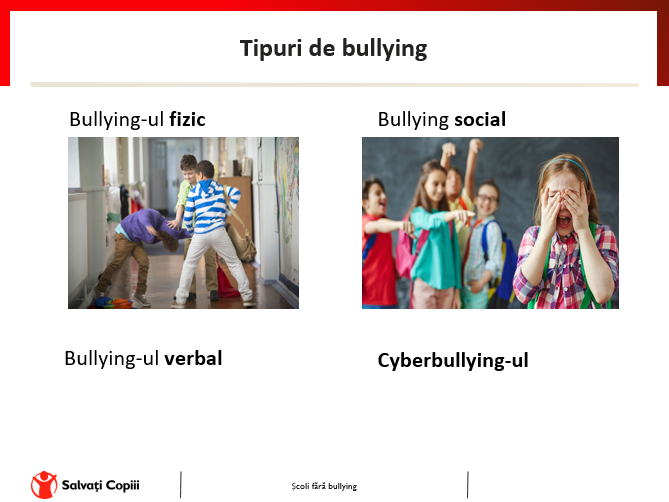 Tipuri de bullying
Bullying-ul fizic
Bullying social
Bullying-ul verbal
Cyberbullying-ul
Salvați Copiii
Școli fără bullying